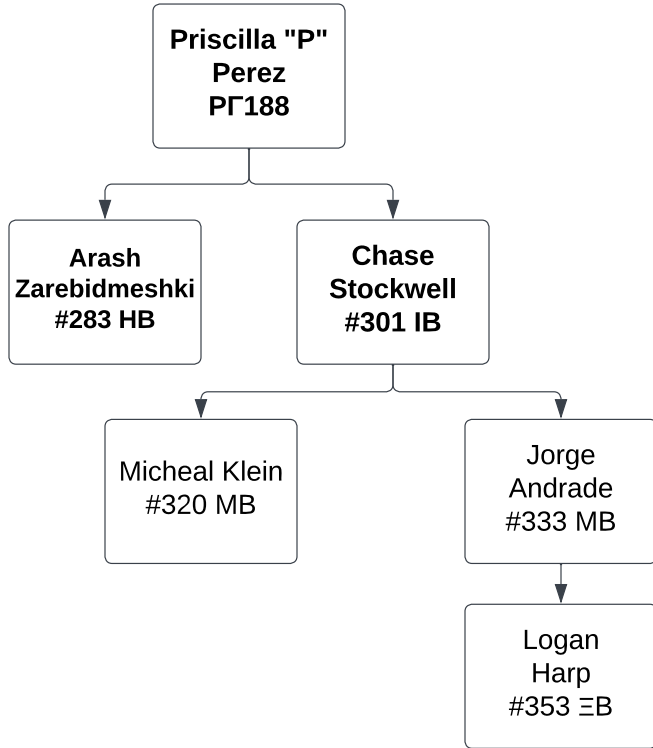 Priscilla "P"
Perez
ΡΓ188
Arash
Zarebidmeshki
#283 HB
Chase
Stockwell
#301 IB
Micheal Klein
#320 MB
Jorge
Andrade
#333 MB
Logan
Harp
#353 ΞB